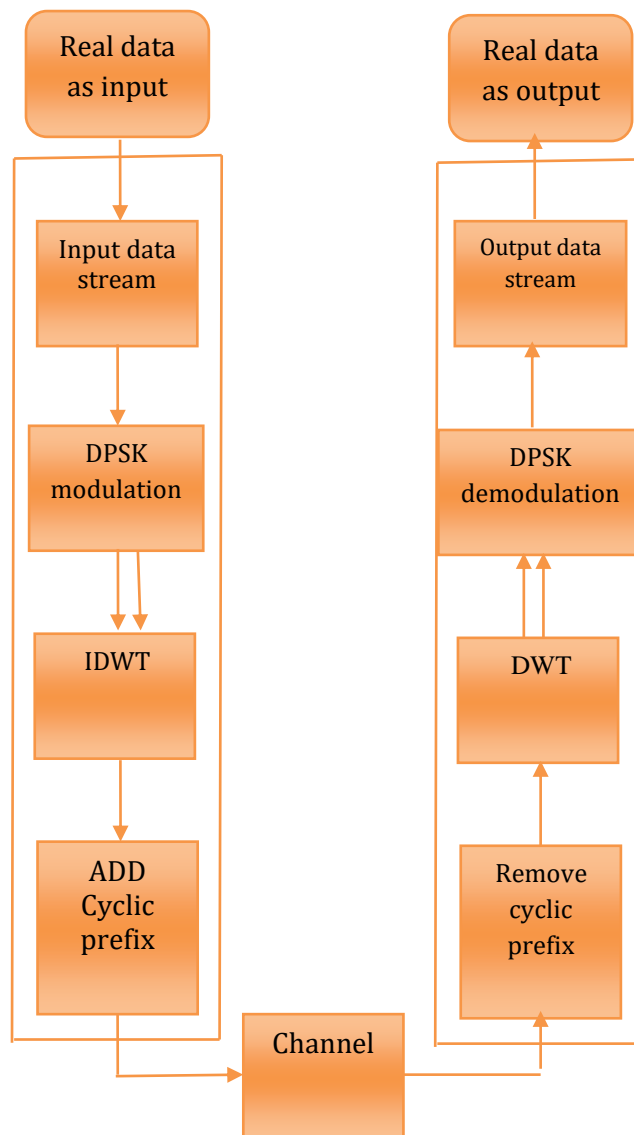 Real data
as input
Input data
stream
DPSK
modulation
IDWT
ADD
Cyclic
prefix
Channel
Remove
cyclic
prefix
DWT
DPSK
demodulation
Output data
stream
Real data
as output